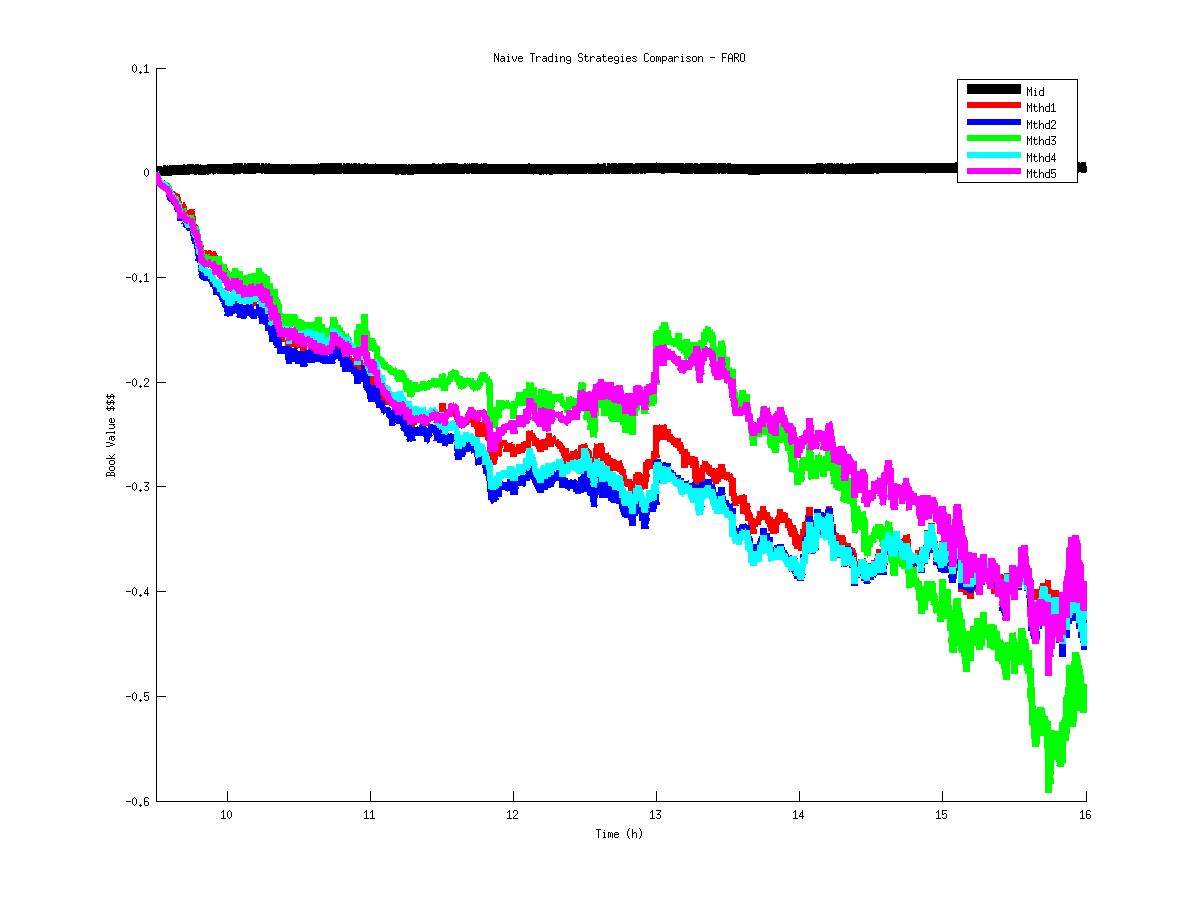 Naive Trading Strategies Comparison - FARO
0.1
0
-0.1
-0.2
-0.3
-0.4
-0.5
-0.6
Book Value $$$
Mid
Mthd1
Mthd2
Mthd3
Mthd4
Mthd5
10 11 12 13 14 15 16
Time (h)